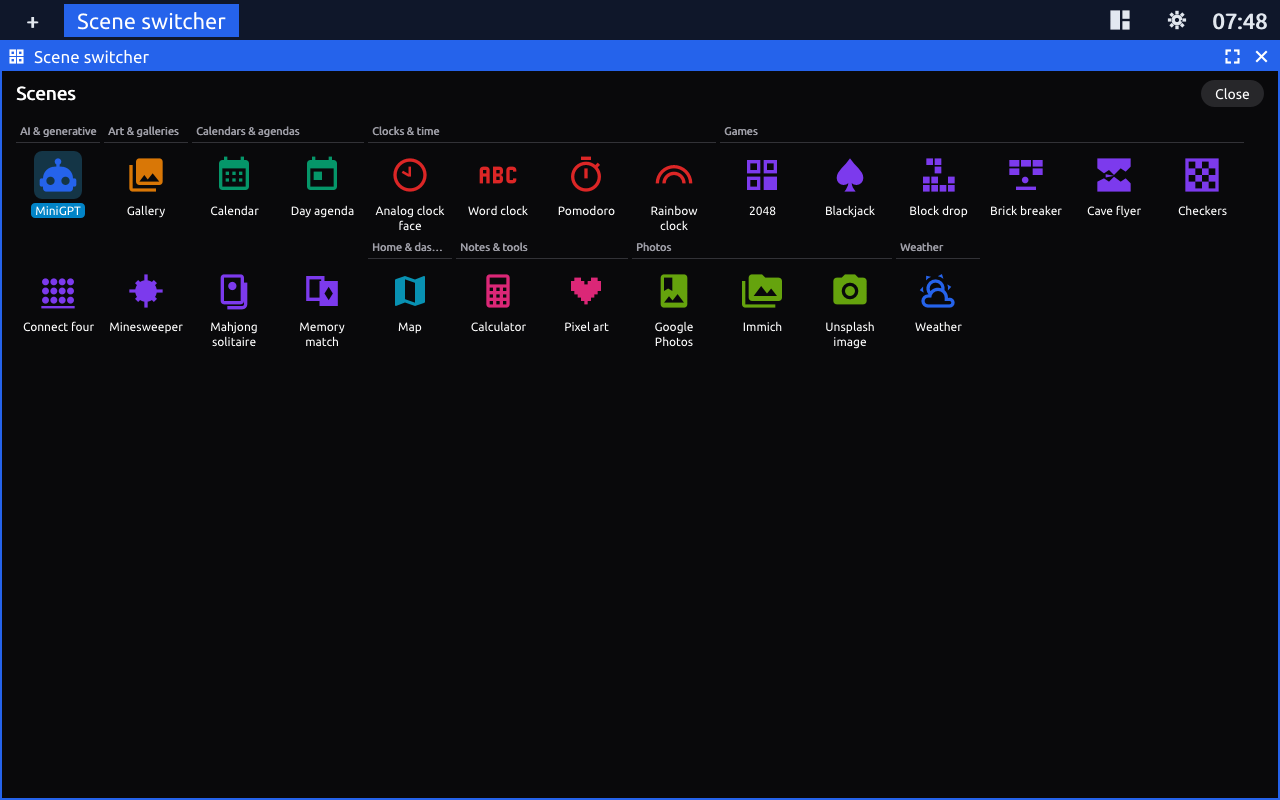 + Scene switcher 07:48
Scene switcher
Scenes Close
AI & generative Art & galleries Calendars & agendas Clocks & time Games
ABC
MiniGPT Gallery Calendar Day agenda Analog clock face Word clock Pomodoro Rainbow clock 2048 Blackjack Block drop Brick breaker Cave flyer Checkers
Home & das... Notes & tools Photos Weather
Connect four Minesweeper Mahjong solitaire Memory match Map Calculator Pixel art Google Photos Immich Unsplash image Weather